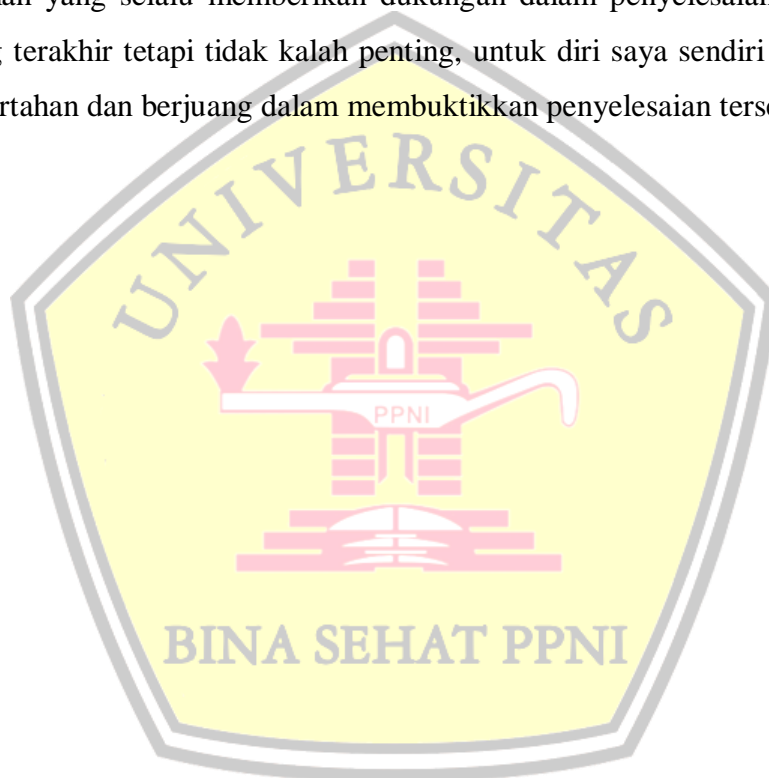 yang selalu memberikan dukungan dalam penyelesaian
terakhir tetapi tidak kalah penting, untuk diri saya sendiri
dan berjuang dalam membuktikkan penyelesaian
UNIVERSITAS
PPNI
BINA SEHAT PPNI